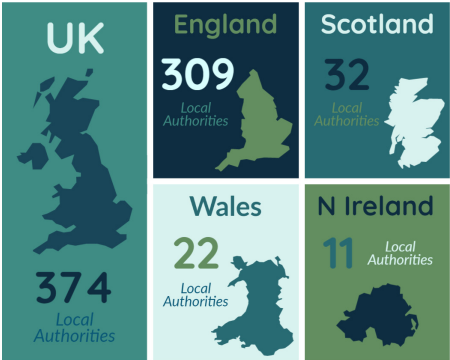 UK
374
Local
Authorities
England
309
Local
Authorities
Scotland
32
Local
Authorities
Wales
22
Local
Authorities
N Ireland
11
Local
Authorities